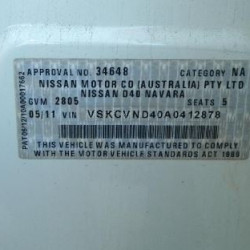 APPROVAL NO. 34648 CATEGORY NA
NISSAN MOTOR CO (AUSTRALIA) PTY LTD
NISSAN D40 NAVARA
GVM 2805 SEATS 5
05/11 VIN VSKCVND40A0412878
THIS VEHICLE WAS MANUFACTURED TO COMPLY
WITH THE MOTOR VEHICLE STANDARDS ACT 1989